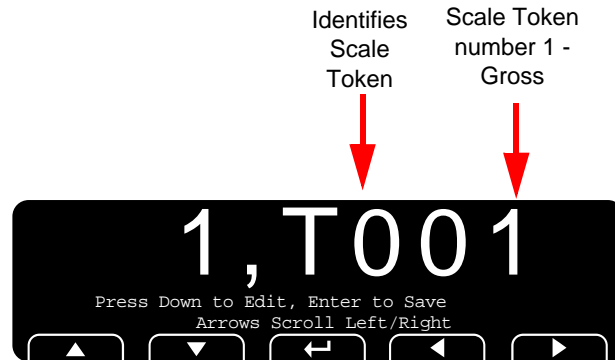 Identifies
Scale
Token
Scale Token
number 1 -
Gross
1,T001
Press Down to Edit, Enter to Save
Arrows Scroll Left/Right